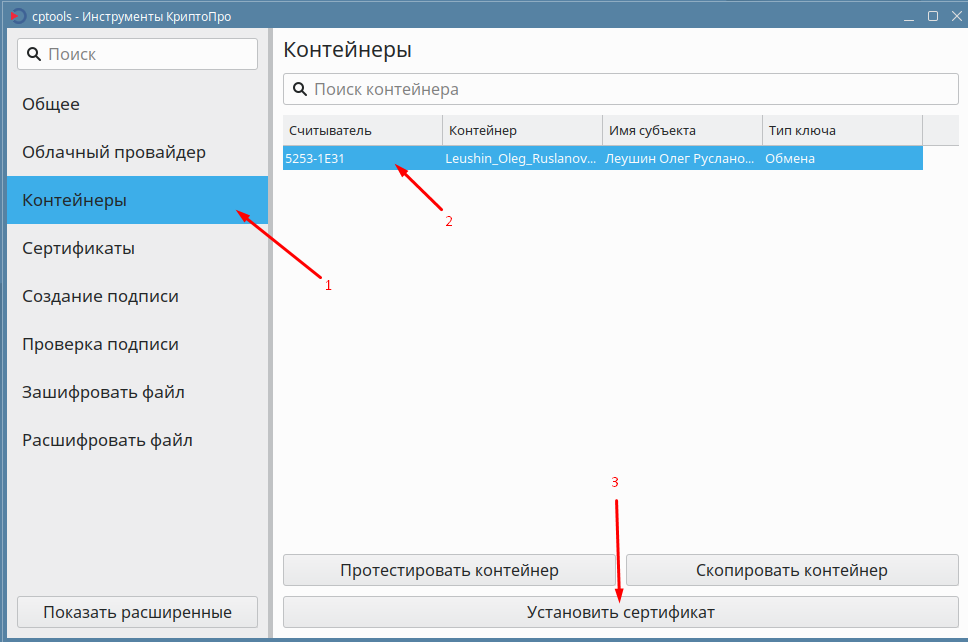 cptools - Инструменты КриптоПро
Поиск
Общее
Облачный провайдер
Контейнеры
Сертификаты
Создание подписи
Проверка подписи
Зашифровать файл
Расшифровать файл
Показать расширенные
Контейнеры
Поиск контейнера
Считыватель Контейнер Имя субъекта Тип ключа
5253-1E31 Leushin_Oleg_Ruslanov... Леушин Олег Руслано... Обмена
2
1
3
Протестировать контейнер Скопировать контейнер
Установить сертификат